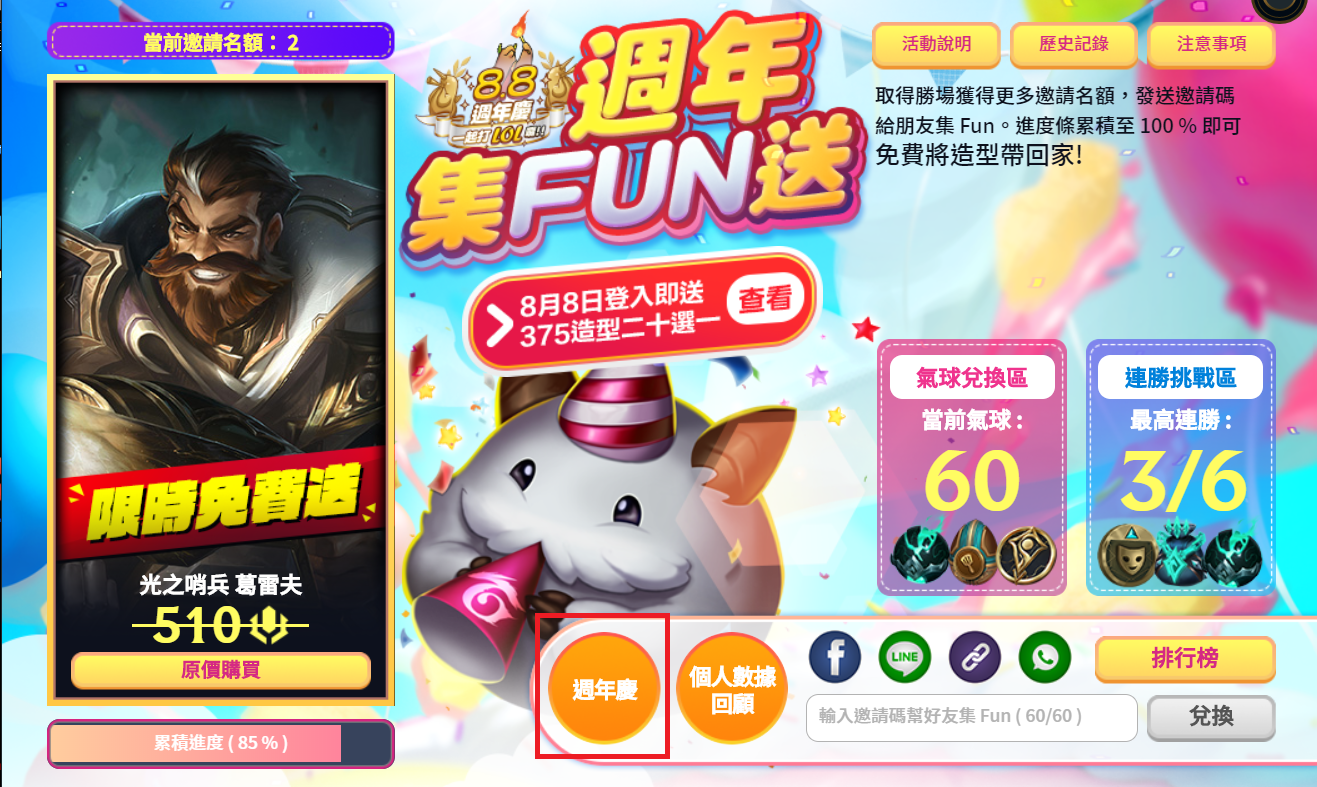 當前邀請名額： 2
8.8
週年慶
一起打LOL囉!!
週年
集FUN送
活動說明
歷史記錄
注意事項
取得勝場獲得更多邀請名額，發送邀請碼
給朋友集 Fun。進度條累積至 100 % 即可
免費將造型帶回家!
8月8日登入即送
375造型二十選一
查看
限時免費送
光之哨兵 葛雷夫
510
原價購買
累積進度 ( 85 % )
氣球兌換區
當前氣球 :
60
連勝挑戰區
最高連勝 :
3/6
週年慶
個人數據
回顧
f
LINE
排行榜
輸入邀請碼幫好友集 Fun ( 60/60 )
兌換